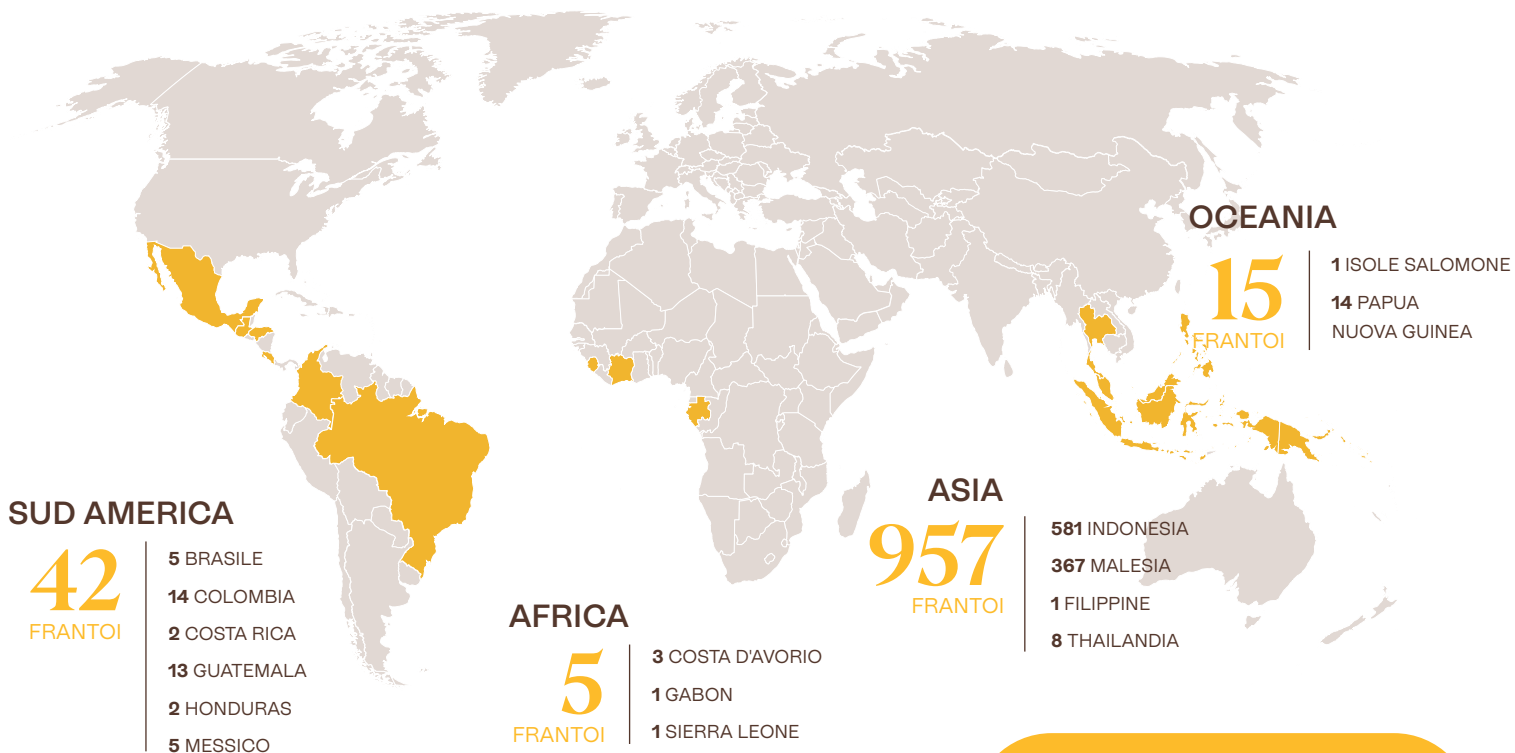 OCEANIA
15
FRANTOI
1 ISOLE SALOMONE
14 PAPUA
NUOVA GUINEA
SUD AMERICA
42
FRANTOI
5 BRASILE
14 COLOMBIA
2 COSTA RICA
13 GUATEMALA
2 HONDURAS
5 MESSICO
AFRICA
5
FRANTOI
3 COSTA D'AVORIO
1 GABON
1 SIERRA LEONE
ASIA
957
FRANTOI
581 INDONESIA
367 MALESIA
1 FILIPPINE
8 THAILANDIA